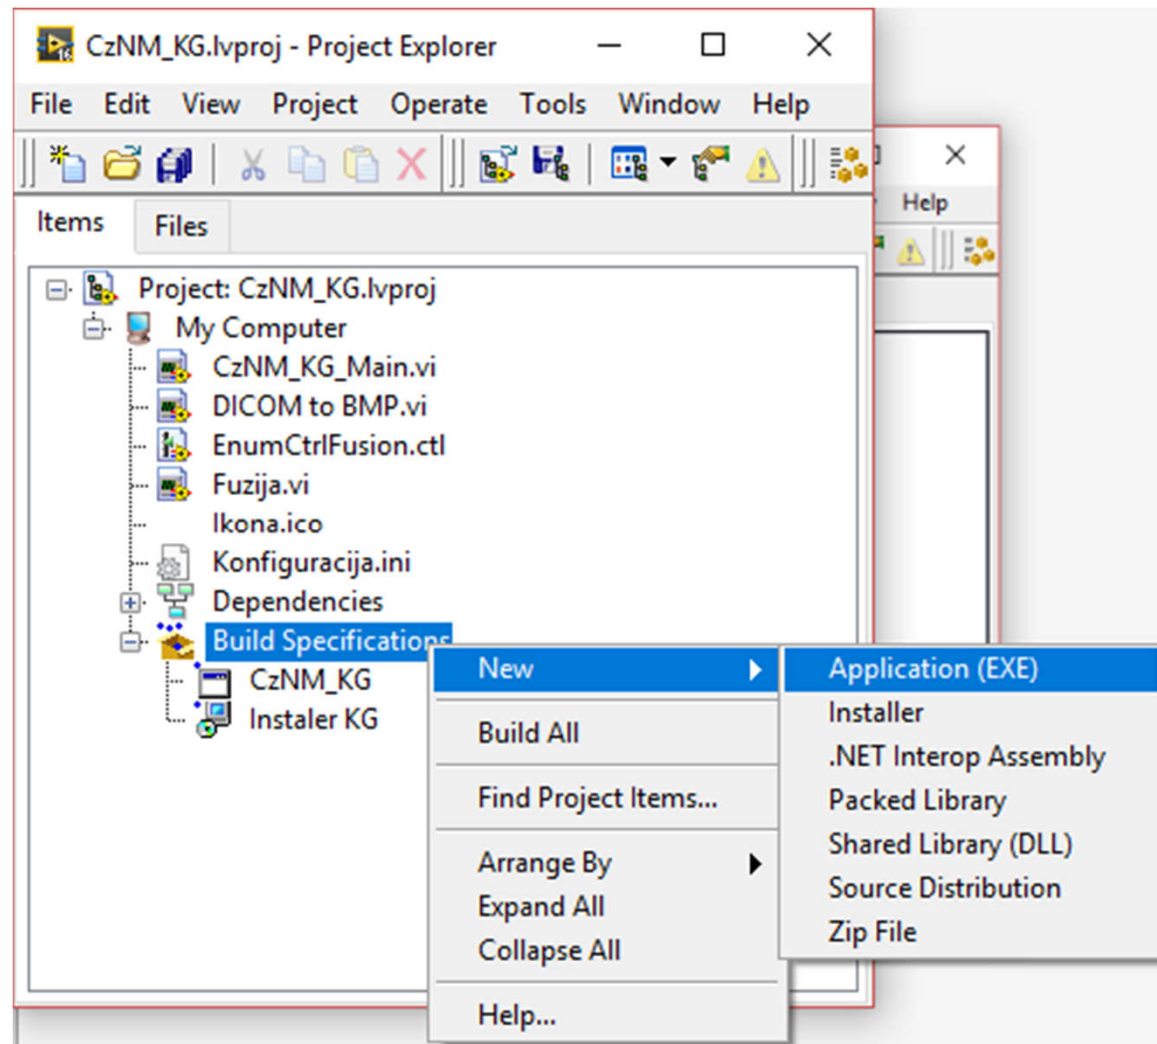 CzNM_KG.lvproj - Project Explorer
File Edit View Project Operate Tools Window Help
Help
Items Files
Project: CzNM_KG.lvproj
My Computer
CzNM_KG_Main.vi
DICOM to BMP.vi
EnumCtrlFusion.ctl
Fuzija.vi
Ikona.ico
Konfiguracija.ini
Dependencies
Build Specifications
CzNM_KG
Instaler KG
New
Build All
Find Project Items...
Arrange By
Expand All
Collapse All
Help...
Application (EXE)
Installer
.NET Interop Assembly
Packed Library
Shared Library (DLL)
Source Distribution
Zip File